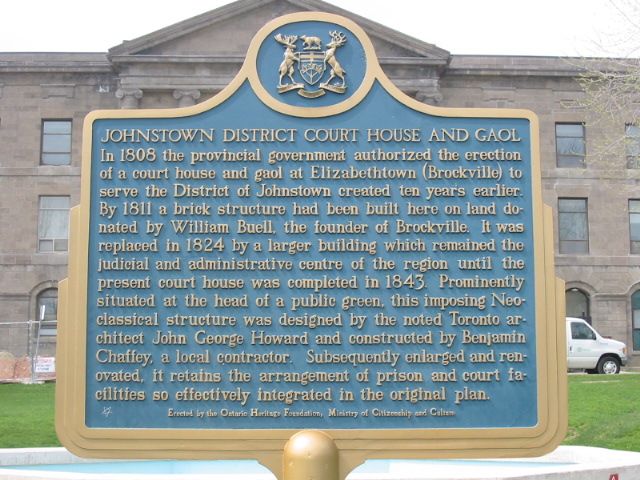 JOHNSTOWN DISTRICT COURT HOUSE AND GAOL
In 1808 the provincial government authorized the erection
of a court house and gaol at Elizabethtown (Brockville) to
serve the District of Johnstown created ten years earlier.
By 1811 a brick structure had been built here on land do-
nated by William Buell, the founder of Brockville. It was
replaced in 1824 by a larger building which remained the
judicial and administrative centre of the region until the
present court house was completed in 1843. Prominently
situated at the head of a public green, this imposing Neo-
classical structure was designed by the noted Toronto ar-
chitect John George Howard and constructed by Benjamin
Chaffey, a local contractor. Subsequently enlarged and ren-
ovated, it retains the arrangement of prison and court fa-
cilities so effectively integrated in the original plan.
Erected by the Ontario Heritage Foundation, Ministry of Citizenship and Culture